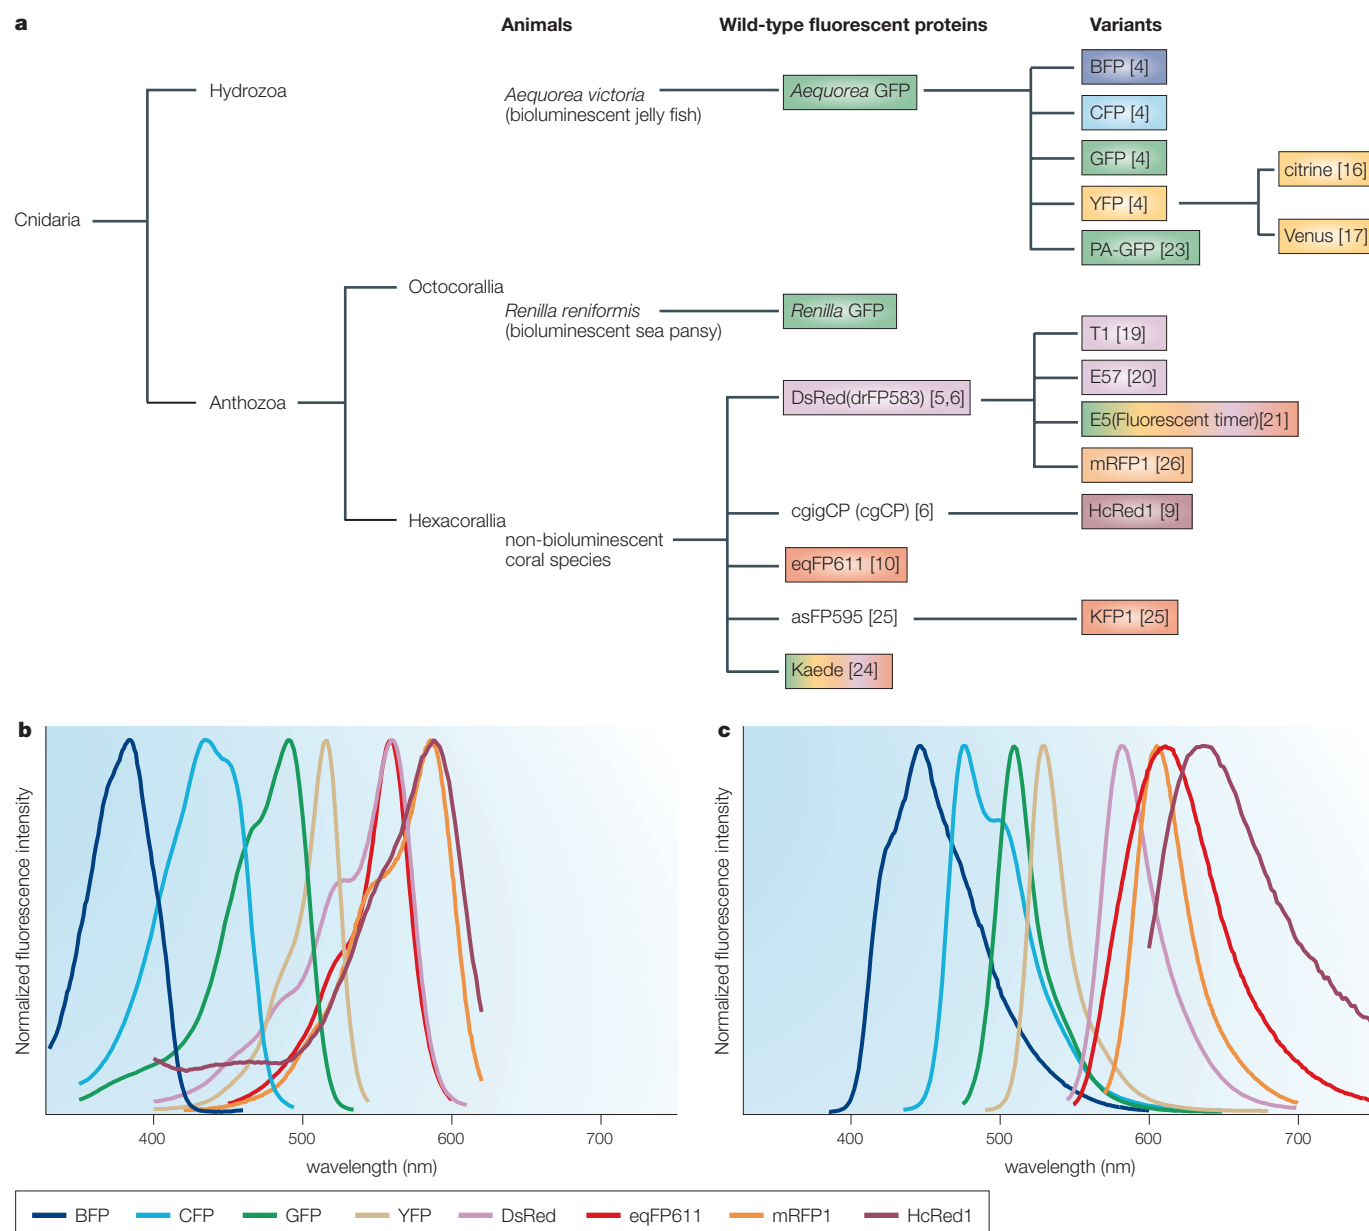 a
Animals
Wild-type fluorescent proteins
Variants
Cnidaria
Hydrozoa
Anthozoa
Octocorallia
Hexacorallia
Aequorea victoria
(bioluminescent jelly fish)
Renilla reniformis
(bioluminescent sea pansy)
non-bioluminescent
coral species
Aequorea GFP
Renilla GFP
DsRed(drFP583) [5,6]
cgigCP (cgCP) [6]
eqFP611 [10]
asFP595 [25]
Kaede [24]
BFP [4]
CFP [4]
GFP [4]
YFP [4]
PA-GFP [23]
citrine [16]
Venus [17]
T1 [19]
E57 [20]
E5(Fluorescent timer)[21]
mRFP1 [26]
HcRed1 [9]
KFP1 [25]
b
Normalized fluorescence intensity
400 500 600 700
wavelength (nm)
c
Normalized fluorescence intensity
400 500 600 700
wavelength (nm)
BFP CFP GFP YFP DsRed eqFP611 mRFP1 HcRed1